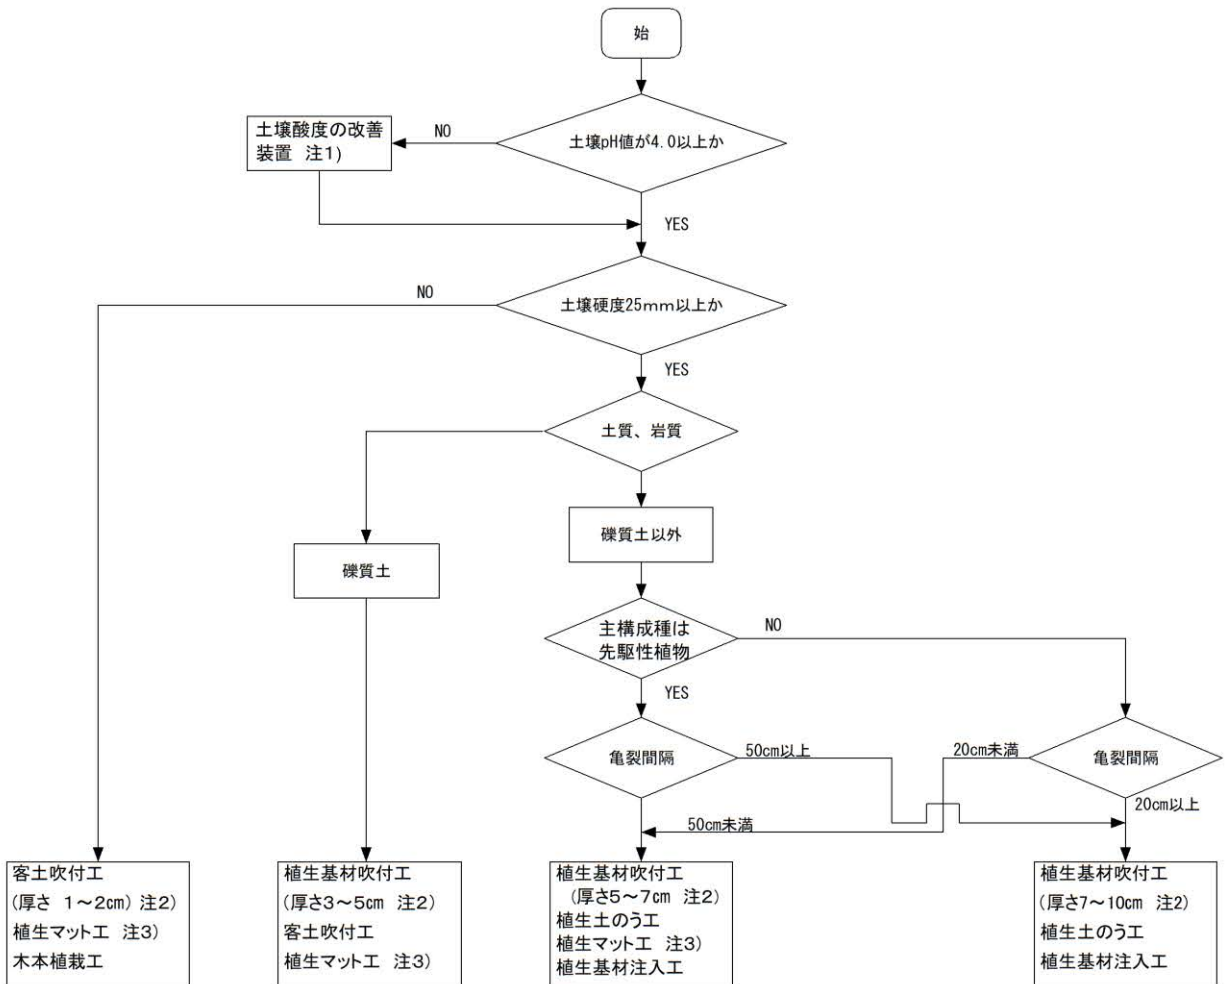 始
土壌pH値が4.0以上か
NO
土壌酸度の改善
装置 注1)
YES
土壌硬度25mm以上か
NO
YES
土質、岩質
礫質土以外
礫質土
主構成種は
先駆性植物
NO
YES
亀裂間隔
50cm以上
20cm未満
亀裂間隔
20cm以上
50cm未満
客土吹付工
(厚さ 1~2cm) 注2)
植生マット工 注3)
木本植栽工
植生基材吹付工
(厚さ3~5cm 注2)
客土吹付工
植生マット工 注3)
植生基材吹付工
(厚さ5~7cm 注2)
植生土のう工
植生マット工 注3)
植生基材注入工
植生基材吹付工
(厚さ7~10cm 注2)
植生土のう工
植生基材注入工